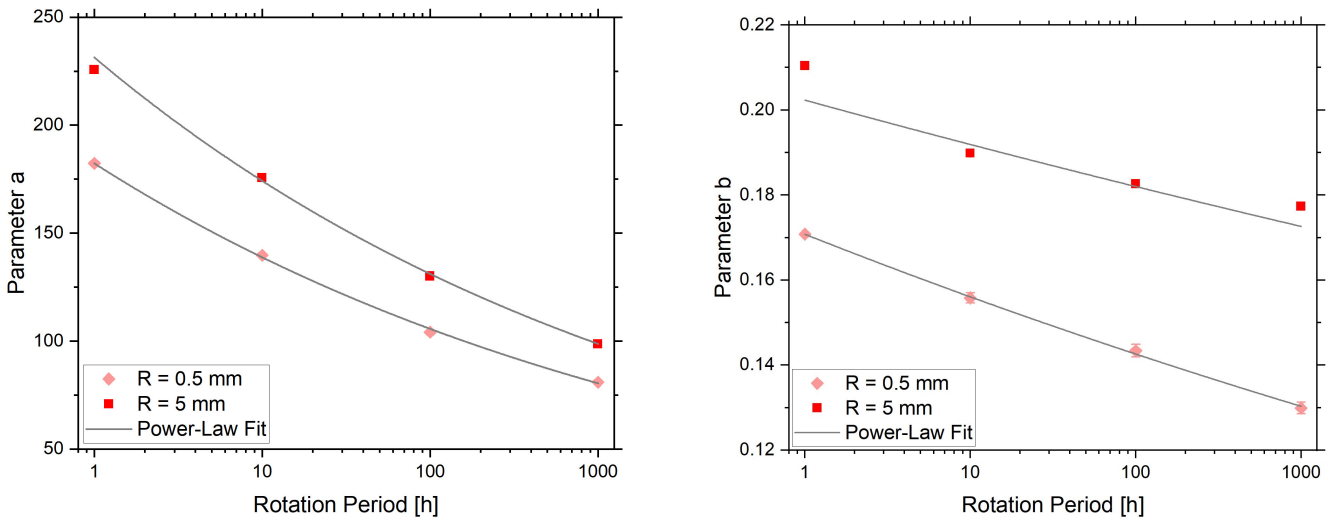 250
200
150
100
50
Parameter a
R = 0.5 mm
R = 5 mm
Power-Law Fit
1 10 100 1000
Rotation Period [h]
0.22
0.20
0.18
0.16
0.14
0.12
Parameter b
R = 0.5 mm
R = 5 mm
Power-Law Fit
1 10 100 1000
Rotation Period [h]